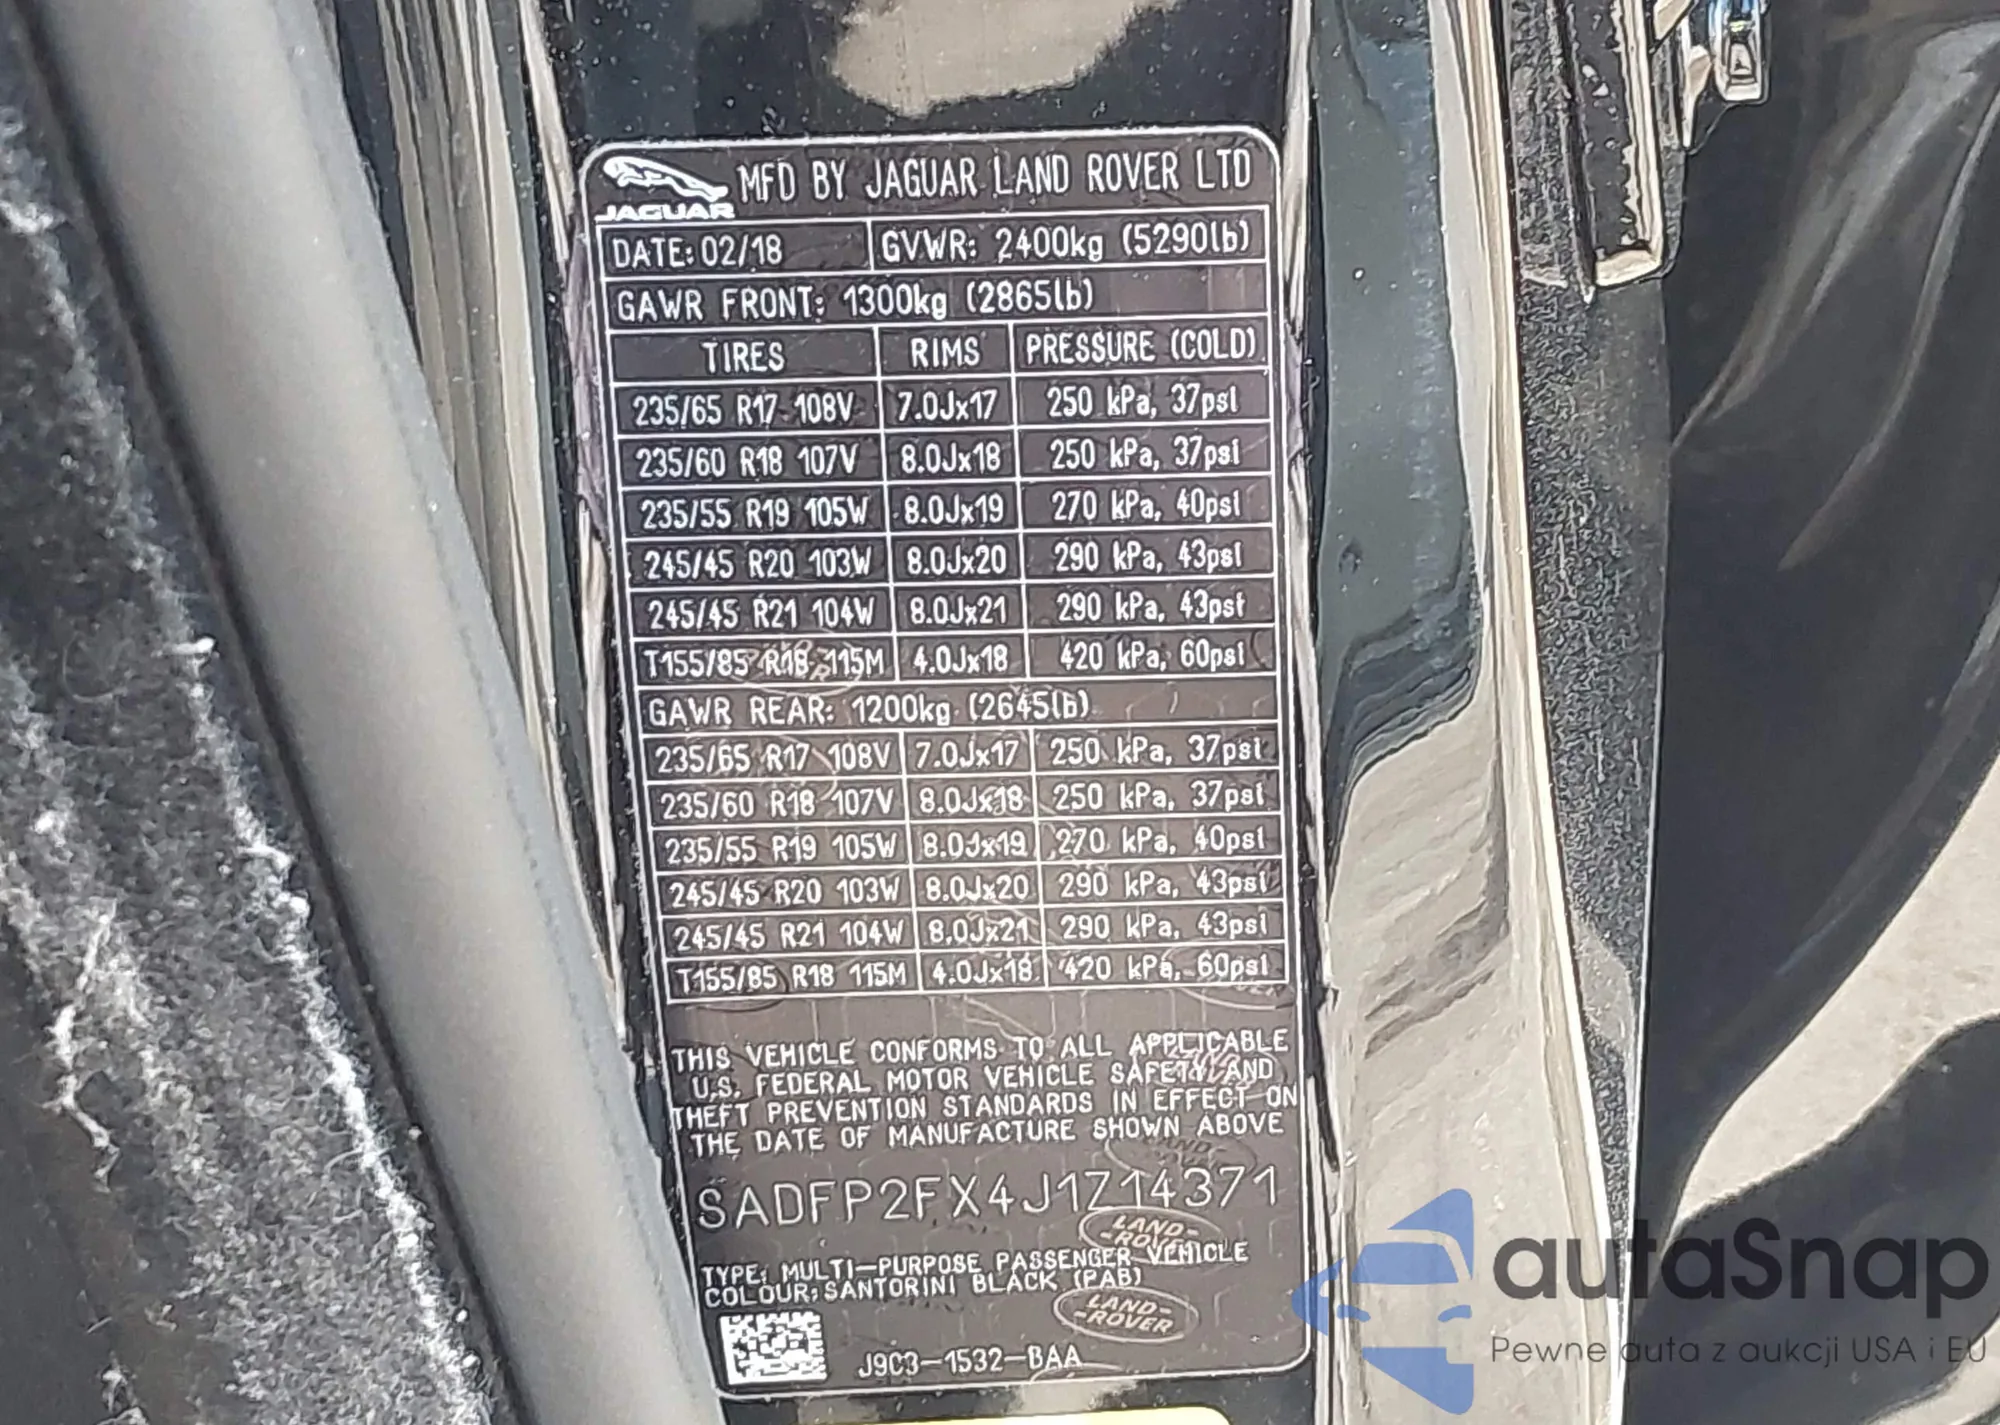 JAGUAR MFD BY JAGUAR LAND ROVER LTD
DATE: 02/18 GVWR: 2400kg (5290lb)
GAWR FRONT: 1300kg (2865lb)
TIRES RIMS PRESSURE (COLD)
235/65 R17 108V 7.0Jx17 250 kPa, 37psi
235/60 R18 107V 8.0Jx18 250 kPa, 37psi
235/55 R19 105W 8.0Jx19 270 kPa, 40psi
245/45 R20 103W 8.0Jx20 290 kPa, 43psi
245/45 R21 104W 8.0Jx21 290 kPa, 43psi
T155/85 R18 115M 4.0Jx18 420 kPa, 60psi
GAWR REAR: 1200kg (2645lb)
235/65 R17 108V 7.0Jx17 250 kPa, 37psi
235/60 R18 107V 8.0Jx18 250 kPa, 37psi
235/55 R19 105W 8.0Jx19 270 kPa, 40psi
245/45 R20 103W 8.0Jx20 290 kPa, 43psi
245/45 R21 104W 8.0Jx21 290 kPa, 43psi
T155/85 R18 115M 4.0Jx18 420 kPa, 60psi
THIS VEHICLE CONFORMS TO ALL APPLICABLE
U.S. FEDERAL MOTOR VEHICLE SAFETY AND
THEFT PREVENTION STANDARDS IN EFFECT ON
THE DATE OF MANUFACTURE SHOWN ABOVE
SADFP2FX4J1Z14371
LAND-
-ROVER
TYPE: MULTI-PURPOSE PASSENGER VEHICLE
COLOUR: SANTORINI BLACK (PAB)
LAND-
-ROVER
J9C3-1532-BAA
autaSnap
Pewne auta z aukcji USA i EU